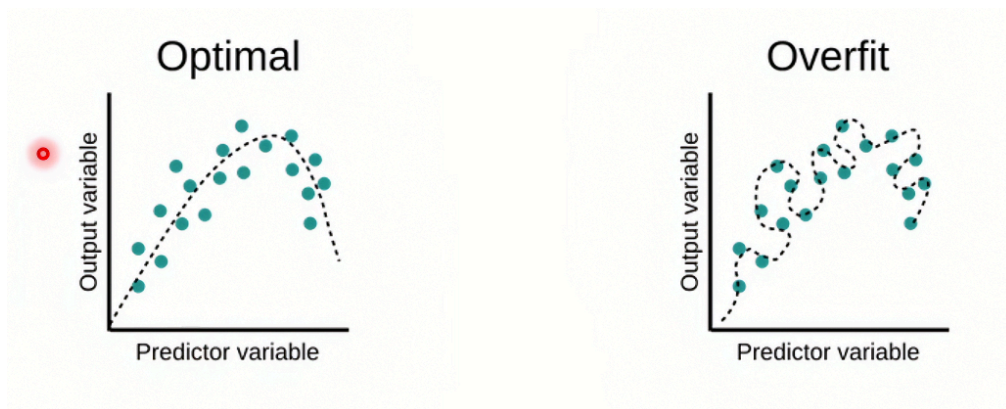 Optimal
Output variable
Predictor variable
Overfit
Output variable
Predictor variable